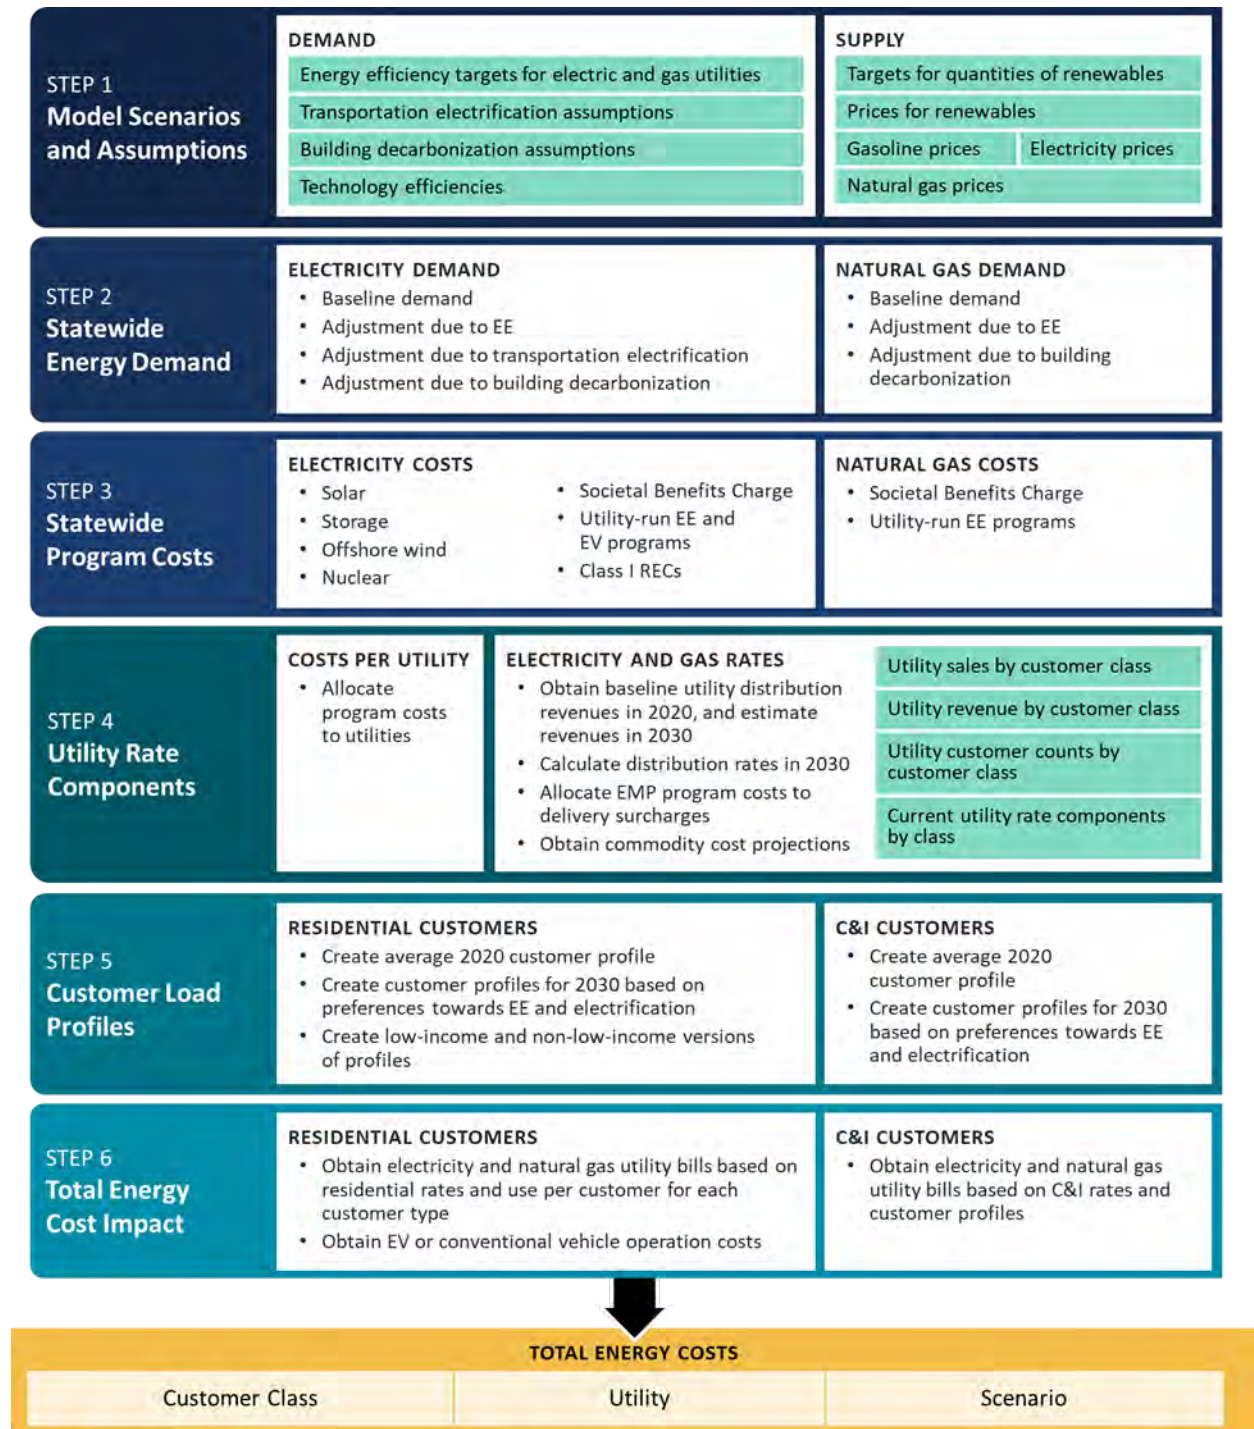 STEP 1
Model Scenarios
and Assumptions
DEMAND
Energy efficiency targets for electric and gas utilities
Transportation electrification assumptions
Building decarbonization assumptions
Technology efficiencies
SUPPLY
Targets for quantities of renewables
Prices for renewables
Gasoline prices
Electricity prices
Natural gas prices
STEP 2
Statewide
Energy Demand
ELECTRICITY DEMAND
• Baseline demand
• Adjustment due to EE
• Adjustment due to transportation electrification
• Adjustment due to building decarbonization
NATURAL GAS DEMAND
• Baseline demand
• Adjustment due to EE
• Adjustment due to building
decarbonization
STEP 3
Statewide
Program Costs
ELECTRICITY COSTS
• Solar
• Storage
• Offshore wind
• Nuclear
• Societal Benefits Charge
• Utility-run EE and
EV programs
• Class I RECs
NATURAL GAS COSTS
• Societal Benefits Charge
• Utility-run EE programs
STEP 4
Utility Rate
Components
COSTS PER UTILITY
• Allocate
program costs
to utilities
ELECTRICITY AND GAS RATES
• Obtain baseline utility distribution
revenues in 2020, and estimate
revenues in 2030
• Calculate distribution rates in 2030
• Allocate EMP program costs to
delivery surcharges
• Obtain commodity cost projections
Utility sales by customer class
Utility revenue by customer class
Utility customer counts by
customer class
Current utility rate components
by class
STEP 5
Customer Load
Profiles
RESIDENTIAL CUSTOMERS
• Create average 2020 customer profile
• Create customer profiles for 2030 based on
preferences towards EE and electrification
• Create low-income and non-low-income versions
of profiles
C&I CUSTOMERS
• Create average 2020
customer profile
• Create customer profiles for 2030
based on preferences towards EE
and electrification
STEP 6
Total Energy
Cost Impact
RESIDENTIAL CUSTOMERS
• Obtain electricity and natural gas utility bills based on
residential rates and use per customer for each
customer type
• Obtain EV or conventional vehicle operation costs
C&I CUSTOMERS
• Obtain electricity and natural gas
utility bills based on C&I rates and
customer profiles
TOTAL ENERGY COSTS
Customer Class
Utility
Scenario